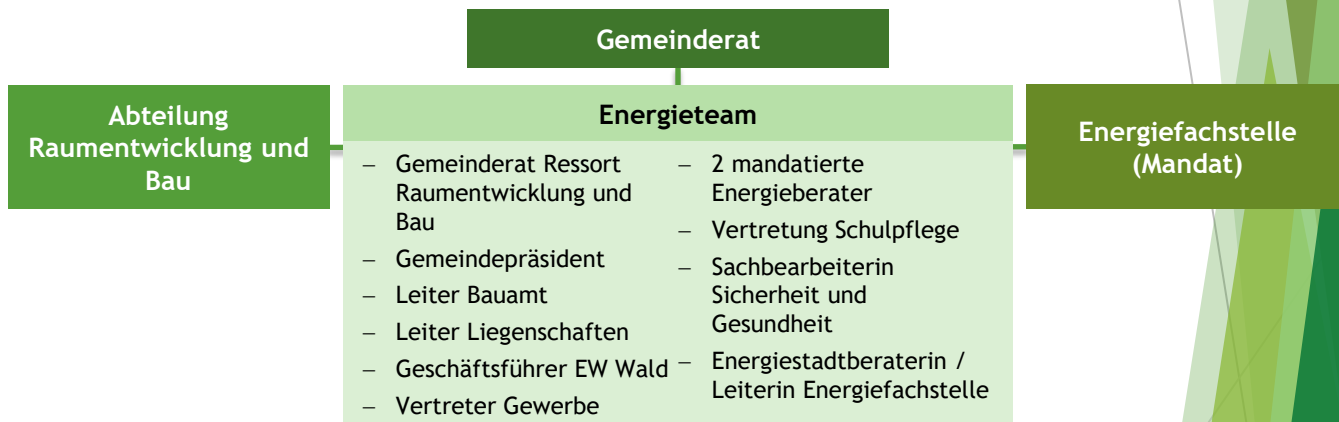 Gemeinderat
Abteilung
Raumentwicklung und
Bau
Energieteam
– Gemeinderat Ressort
Raumentwicklung und
Bau
– Gemeindepräsident
– Leiter Bauamt
– Leiter Liegenschaften
– Geschäftsführer EW Wald
– Vertreter Gewerbe
– 2 mandatierte
Energieberater
– Vertretung Schulpflege
– Sachbearbeiterin
Sicherheit und
Gesundheit
– Energiestadtberaterin /
Leiterin Energiefachstelle
Energiefachstelle
(Mandat)